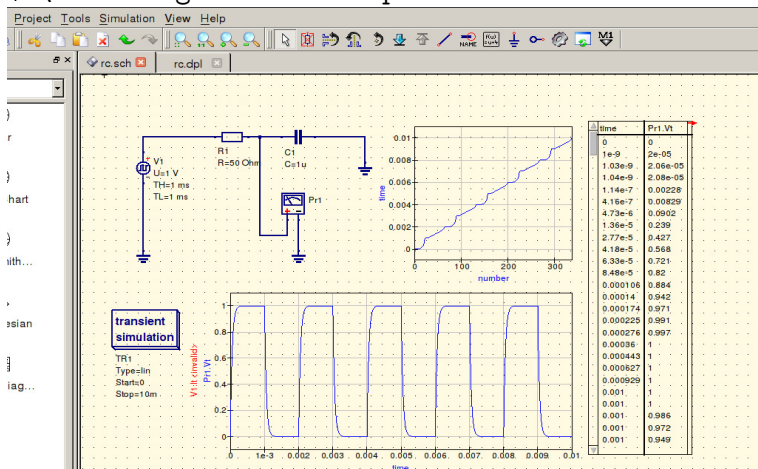 Project Tools Simulation View Help
NAME
M1
rc.sch
rc.dpl
r
hart
ith...
esian
iag...
V1
U=1 V
TH=1 ms
TL=1 ms
R1
R=50 Ohm
C1
C=1u
Pr1
0.01
0.008
0.006
0.004
0.002
0
time
0 100 200 300
number
transient
simulation
TR1
Type=lin
Start=0
Stop=10m
V1.It <invalid>
Pr1.Vt
1
0.8
0.6
0.4
0.2
0
0 1e-3 0.002 0.003 0.004 0.005 0.006 0.007 0.008 0.009 0.01
time
time Pr1.Vt
0 0
1e-9 2e-05
1.03e-9 2.06e-05
1.04e-9 2.08e-05
1.14e-7 0.00228
4.16e-7 0.00829
4.73e-6 0.0902
1.36e-5 0.239
2.77e-5 0.427
4.18e-5 0.568
6.33e-5 0.721
8.48e-5 0.82
0.000106 0.884
0.00014 0.942
0.000174 0.971
0.000225 0.991
0.000276 0.997
0.00036 1
0.000443 1
0.000627 1
0.000929 1
0.001 1
0.001 1
0.001 0.986
0.001 0.972
0.001 0.949